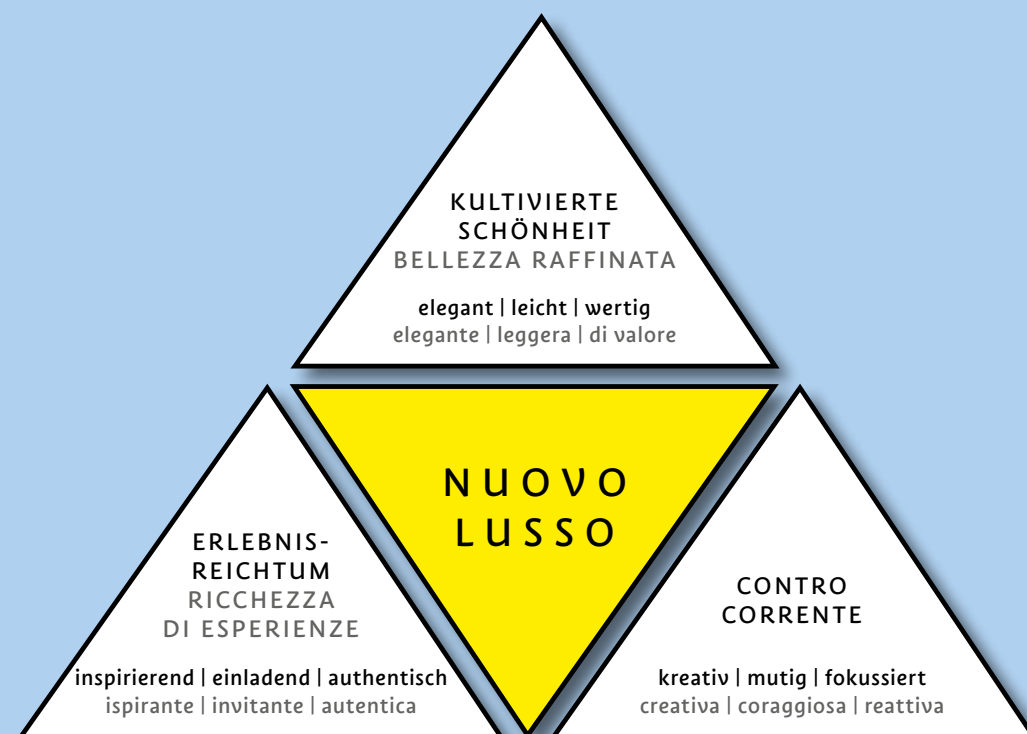 KULTIVIERTE
SCHÖNHEIT
BELLEZZA RAFFINATA
elegant | leicht | wertig
elegante | leggera | di valore
NUOVO
LUSSO
ERLEBNIS-
REICHTUM
RICCHEZZA
DI ESPERIENZE
inspirierend | einladend | authentisch
ispirante | invitante | autentica
CONTRO
CORRENTE
kreativ | mutig | fokussiert
creativa | coraggiosa | reattiva